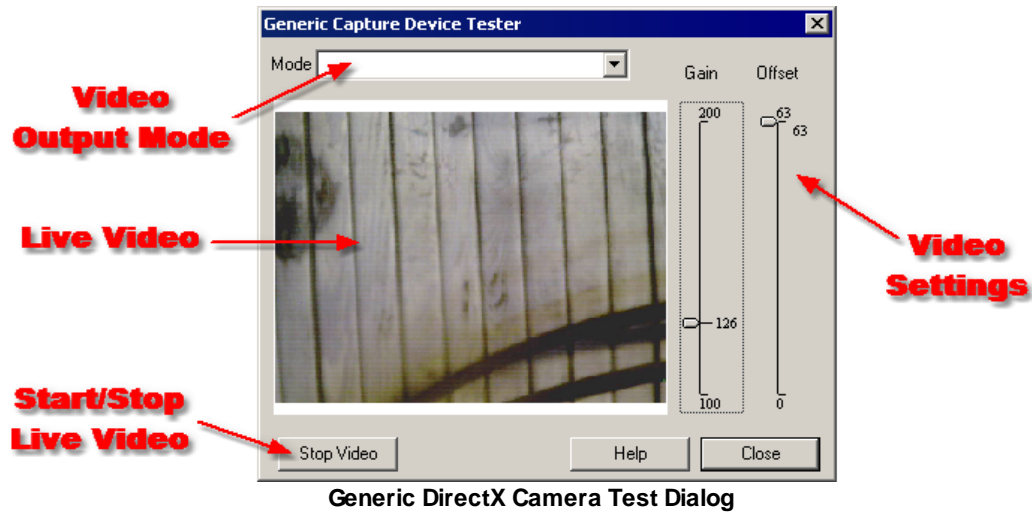 Generic Capture Device Tester
Mode
Gain
Offset
Video
Output Mode
200
63
63
Live Video
Video
Settings
126
100
0
Start/Stop
Live Video
Stop Video
Help
Close
Generic DirectX Camera Test Dialog